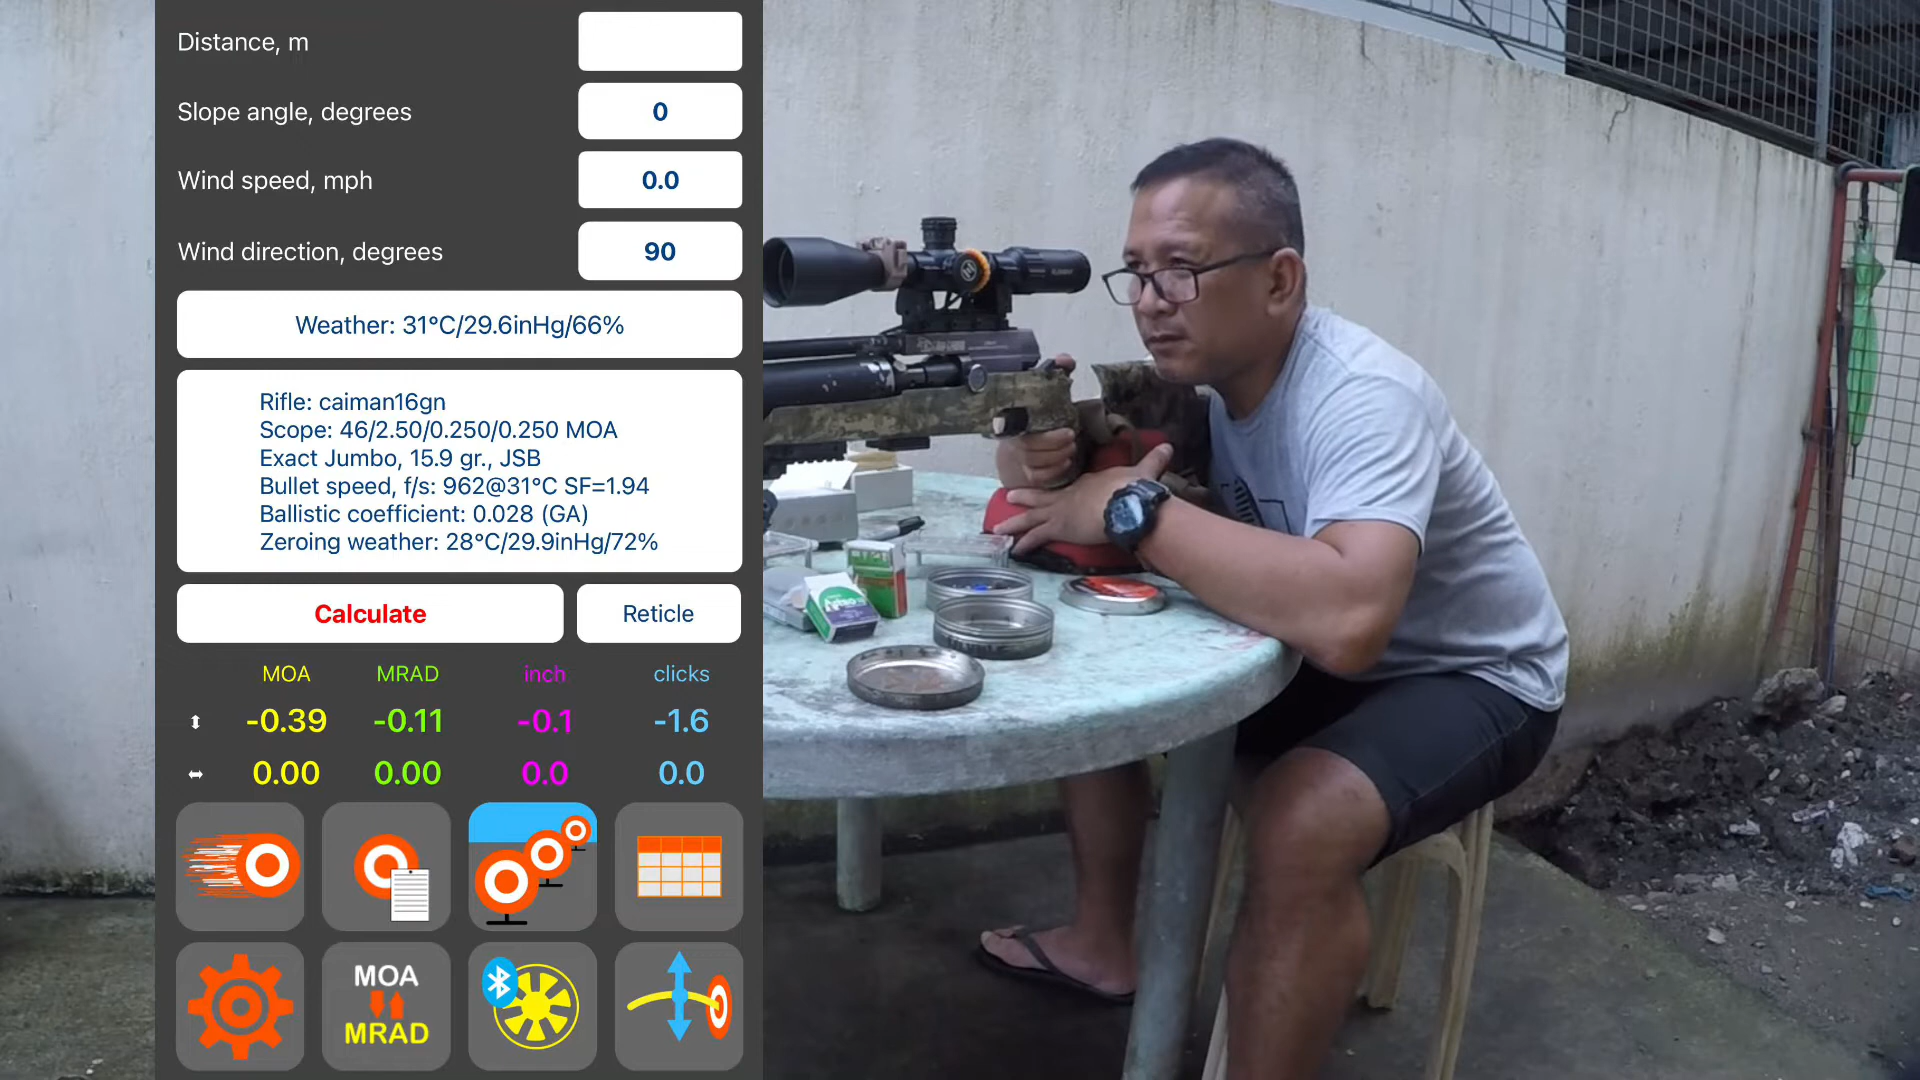 Distance, m
Slope angle, degrees 0
Wind speed, mph 0.0
Wind direction, degrees 90
Weather: 31°C/29.6inHg/66%
Rifle: caiman16gn
Scope: 46/2.50/0.250/0.250 MOA
Exact Jumbo, 15.9 gr., JSB
Bullet speed, f/s: 962@31°C SF=1.94
Ballistic coefficient: 0.028 (GA)
Zeroing weather: 28°C/29.9inHg/72%
Calculate Reticle
MOA MRAD inch clicks
-0.39 -0.11 -0.1 -1.6
0.00 0.00 0.0 0.0
MOA
MRAD